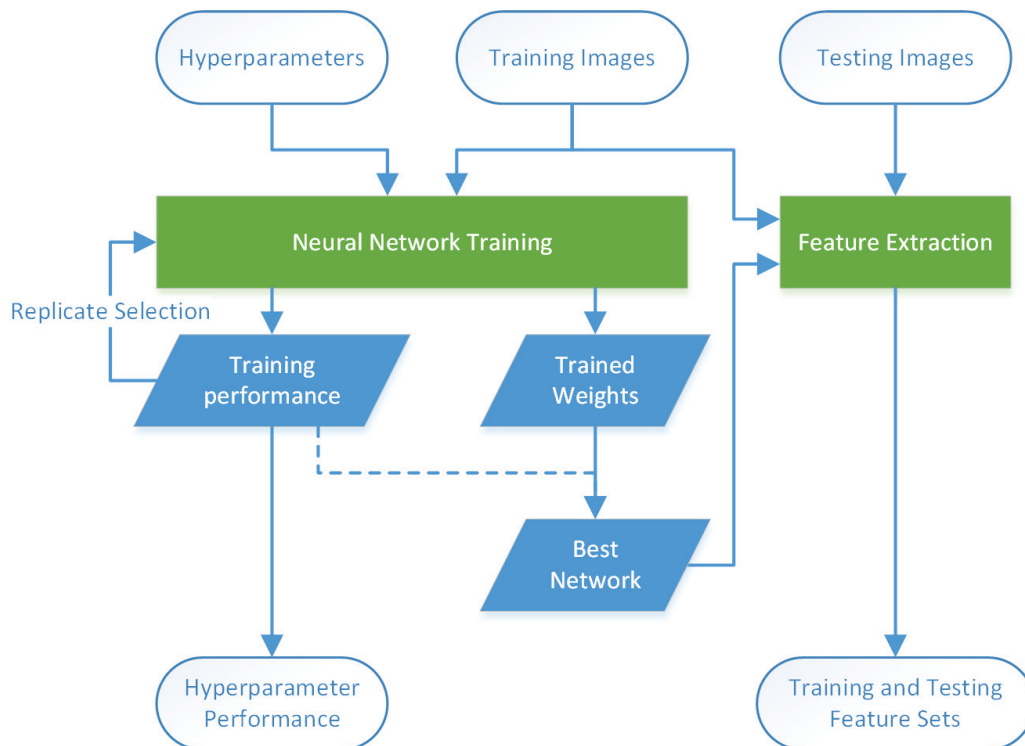 Hyperparameters
Training Images
Testing Images
Neural Network Training
Feature Extraction
Replicate Selection
Training
performance
Trained
Weights
Best
Network
Hyperparameter
Performance
Training and Testing
Feature Sets